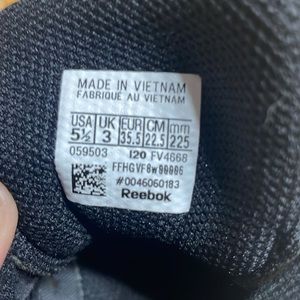 MADE IN VIETNAM
FABRIQUE AU VIETNAM
USA UK EUR CM mm
5½ 3 35.5 22.5 225
059503 I20 FV4668
FFHGVF8W99996
#0046060183
Reebok